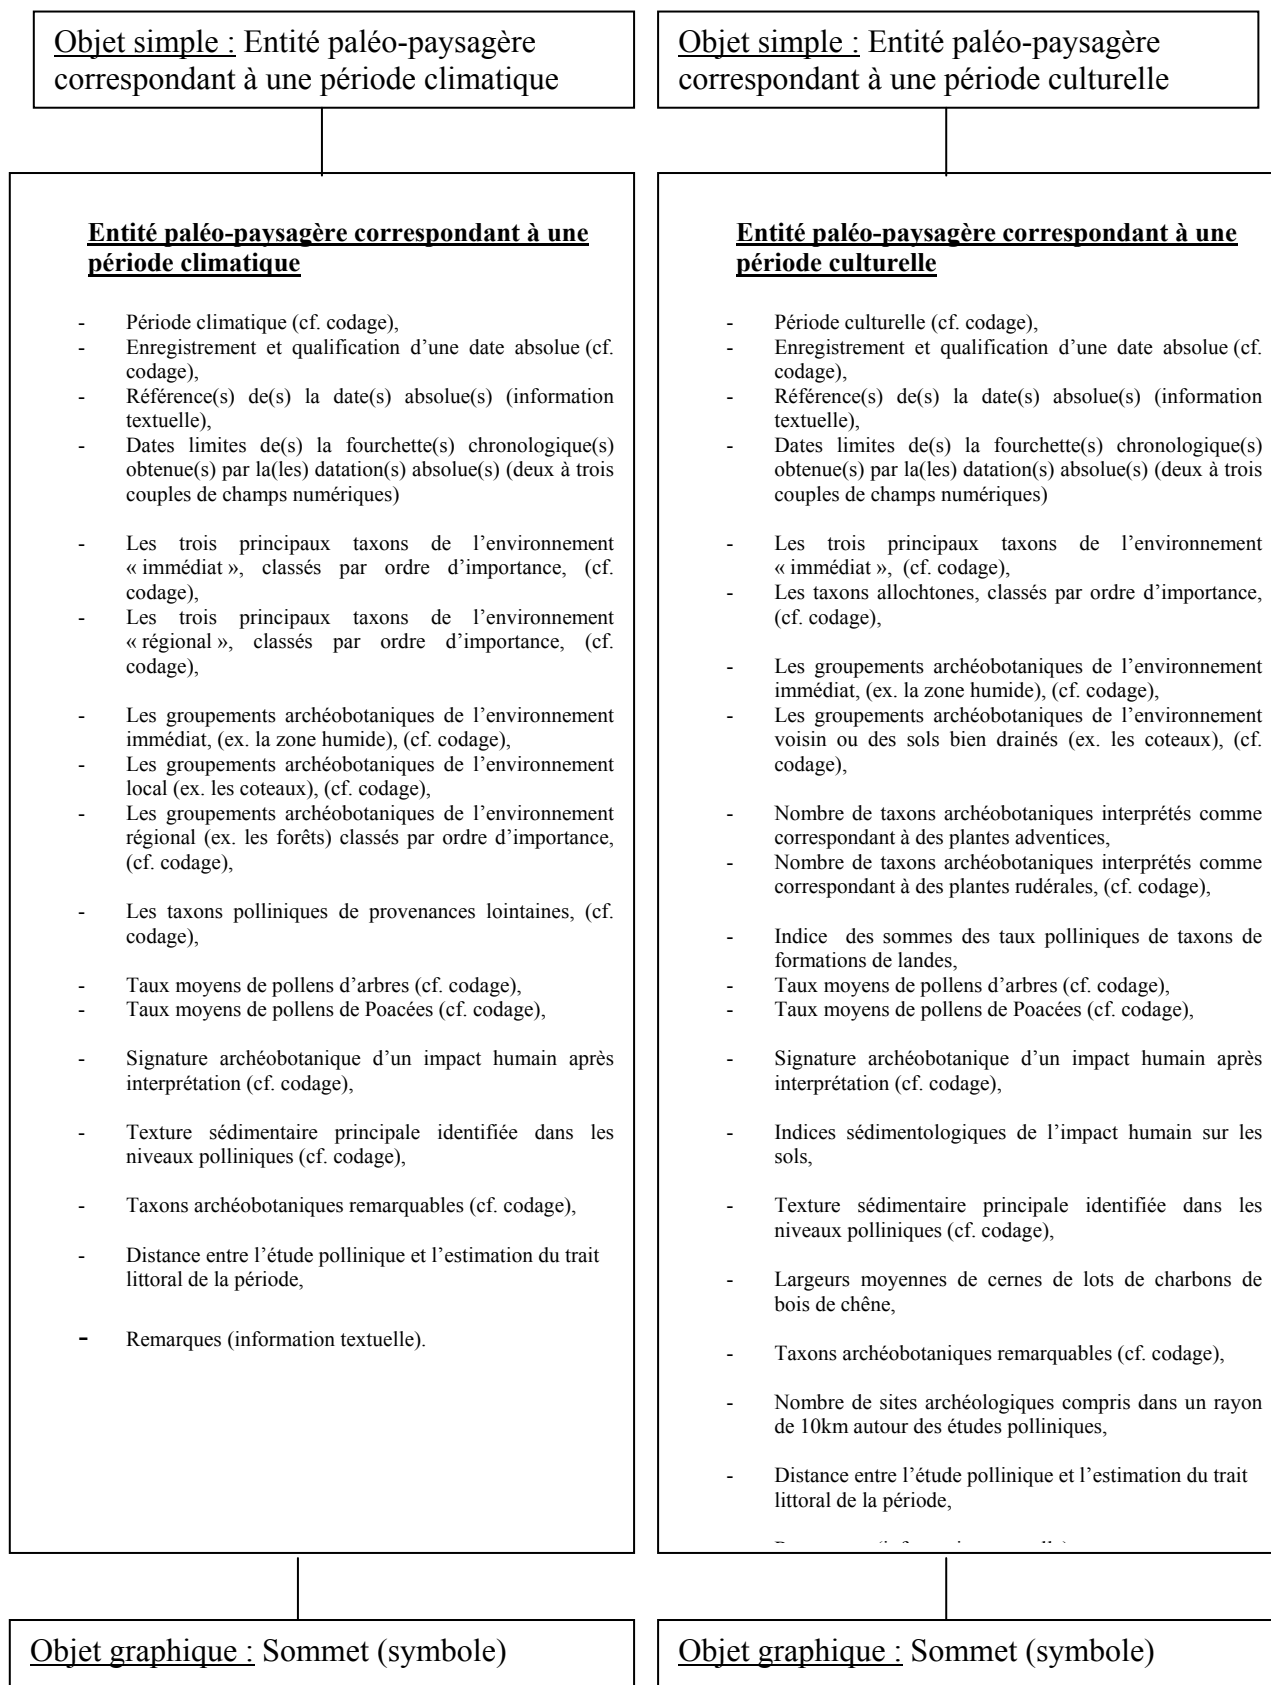 Objet simple : Entité paléo-paysagère
correspondant à une période climatique
Entité paléo-paysagère correspondant à une
période climatique
- Période climatique (cf. codage),
- Enregistrement et qualification d’une date absolue (cf.
codage),
- Référence(s) de(s) la date(s) absolue(s) (information
textuelle),
- Dates limites de(s) la fourchette(s) chronologique(s)
obtenue(s) par la(les) datation(s) absolue(s) (deux à trois
couples de champs numériques)
- Les trois principaux taxons de l’environnement
« immédiat », classés par ordre d’importance, (cf.
codage),
- Les trois principaux taxons de l’environnement
« régional », classés par ordre d’importance, (cf.
codage),
- Les groupements archéobotaniques de l’environnement
immédiat, (ex. la zone humide), (cf. codage),
- Les groupements archéobotaniques de l’environnement
local (ex. les coteaux), (cf. codage),
- Les groupements archéobotaniques de l’environnement
régional (ex. les forêts) classés par ordre d’importance,
(cf. codage),
- Les taxons polliniques de provenances lointaines, (cf.
codage),
- Taux moyens de pollens d’arbres (cf. codage),
- Taux moyens de pollens de Poacées (cf. codage),
- Signature archéobotanique d’un impact humain après
interprétation (cf. codage),
- Texture sédimentaire principale identifiée dans les
niveaux polliniques (cf. codage),
- Taxons archéobotaniques remarquables (cf. codage),
- Distance entre l’étude pollinique et l’estimation du trait
littoral de la période,
- Remarques (information textuelle).
Objet graphique : Sommet (symbole)
Objet simple : Entité paléo-paysagère
correspondant à une période culturelle
Entité paléo-paysagère correspondant à une
période culturelle
- Période culturelle (cf. codage),
- Enregistrement et qualification d’une date absolue (cf.
codage),
- Référence(s) de(s) la date(s) absolue(s) (information
textuelle),
- Dates limites de(s) la fourchette(s) chronologique(s)
obtenue(s) par la(les) datation(s) absolue(s) (deux à trois
couples de champs numériques)
- Les trois principaux taxons de l’environnement
« immédiat », (cf. codage),
- Les taxons allochtones, classés par ordre d’importance,
(cf. codage),
- Les groupements archéobotaniques de l’environnement
immédiat, (ex. la zone humide), (cf. codage),
- Les groupements archéobotaniques de l’environnement
voisin ou des sols bien drainés (ex. les coteaux), (cf.
codage),
- Nombre de taxons archéobotaniques interprétés comme
correspondant à des plantes adventices,
- Nombre de taxons archéobotaniques interprétés comme
correspondant à des plantes rudérales, (cf. codage),
- Indice des sommes des taux polliniques de taxons de
formations de landes,
- Taux moyens de pollens d’arbres (cf. codage),
- Taux moyens de pollens de Poacées (cf. codage),
- Signature archéobotanique d’un impact humain après
interprétation (cf. codage),
- Indices sédimentologiques de l’impact humain sur les
sols,
- Texture sédimentaire principale identifiée dans les
niveaux polliniques (cf. codage),
- Largeurs moyennes de cernes de lots de charbons de
bois de chêne,
- Taxons archéobotaniques remarquables (cf. codage),
- Nombre de sites archéologiques compris dans un rayon
de 10km autour des études polliniques,
- Distance entre l’étude pollinique et l’estimation du trait
littoral de la période,
Objet graphique : Sommet (symbole)